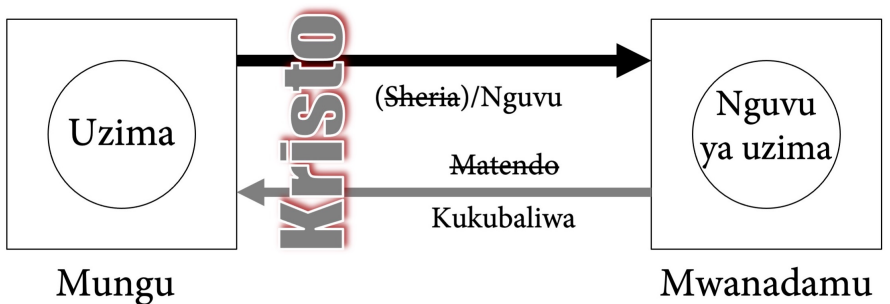 Uzima
Kristo
(Sheria)/Nguvu
Matendo
Kukubaliwa
Nguvu
ya uzima
Mungu
Mwanadamu